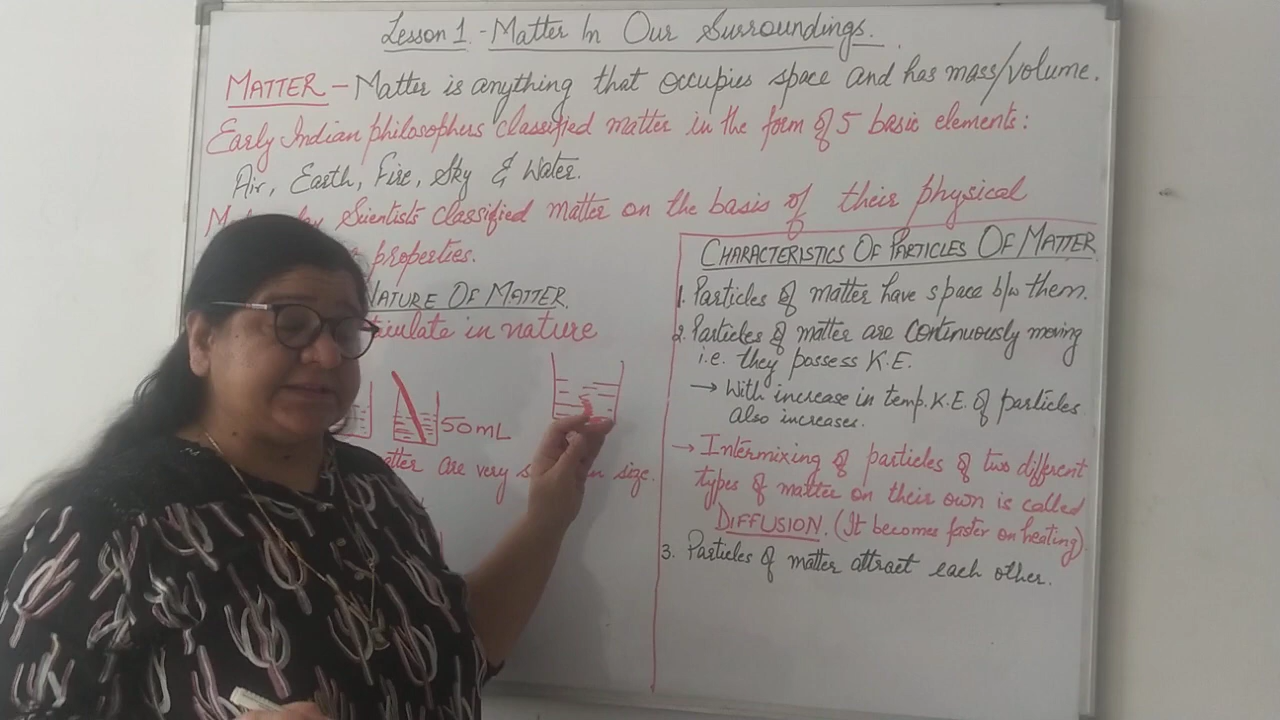 Lesson 1 - Matter In Our Surroundings.
MATTER - Matter is anything that occupies space and has mass/volume.
Early Indian philosophers classified matter in the form of 5 basic elements:
Air, Earth, Fire, Sky & Water.
Scientists classified matter on the basis of their physical
properties.
NATURE OF MATTER
in nature
50mL
are very size.
CHARACTERISTICS OF PARTICLES OF MATTER
1. Particles of matter have space b/w them.
2. Particles of matter are continuously moving
i.e. they possess K.E.
→ With increase in temp. K.E. of particles
also increases.
→ Intermixing of particles of two different
types of matter on their own is called
DIFFUSION. (It becomes faster on heating)
3. Particles of matter attract each other.